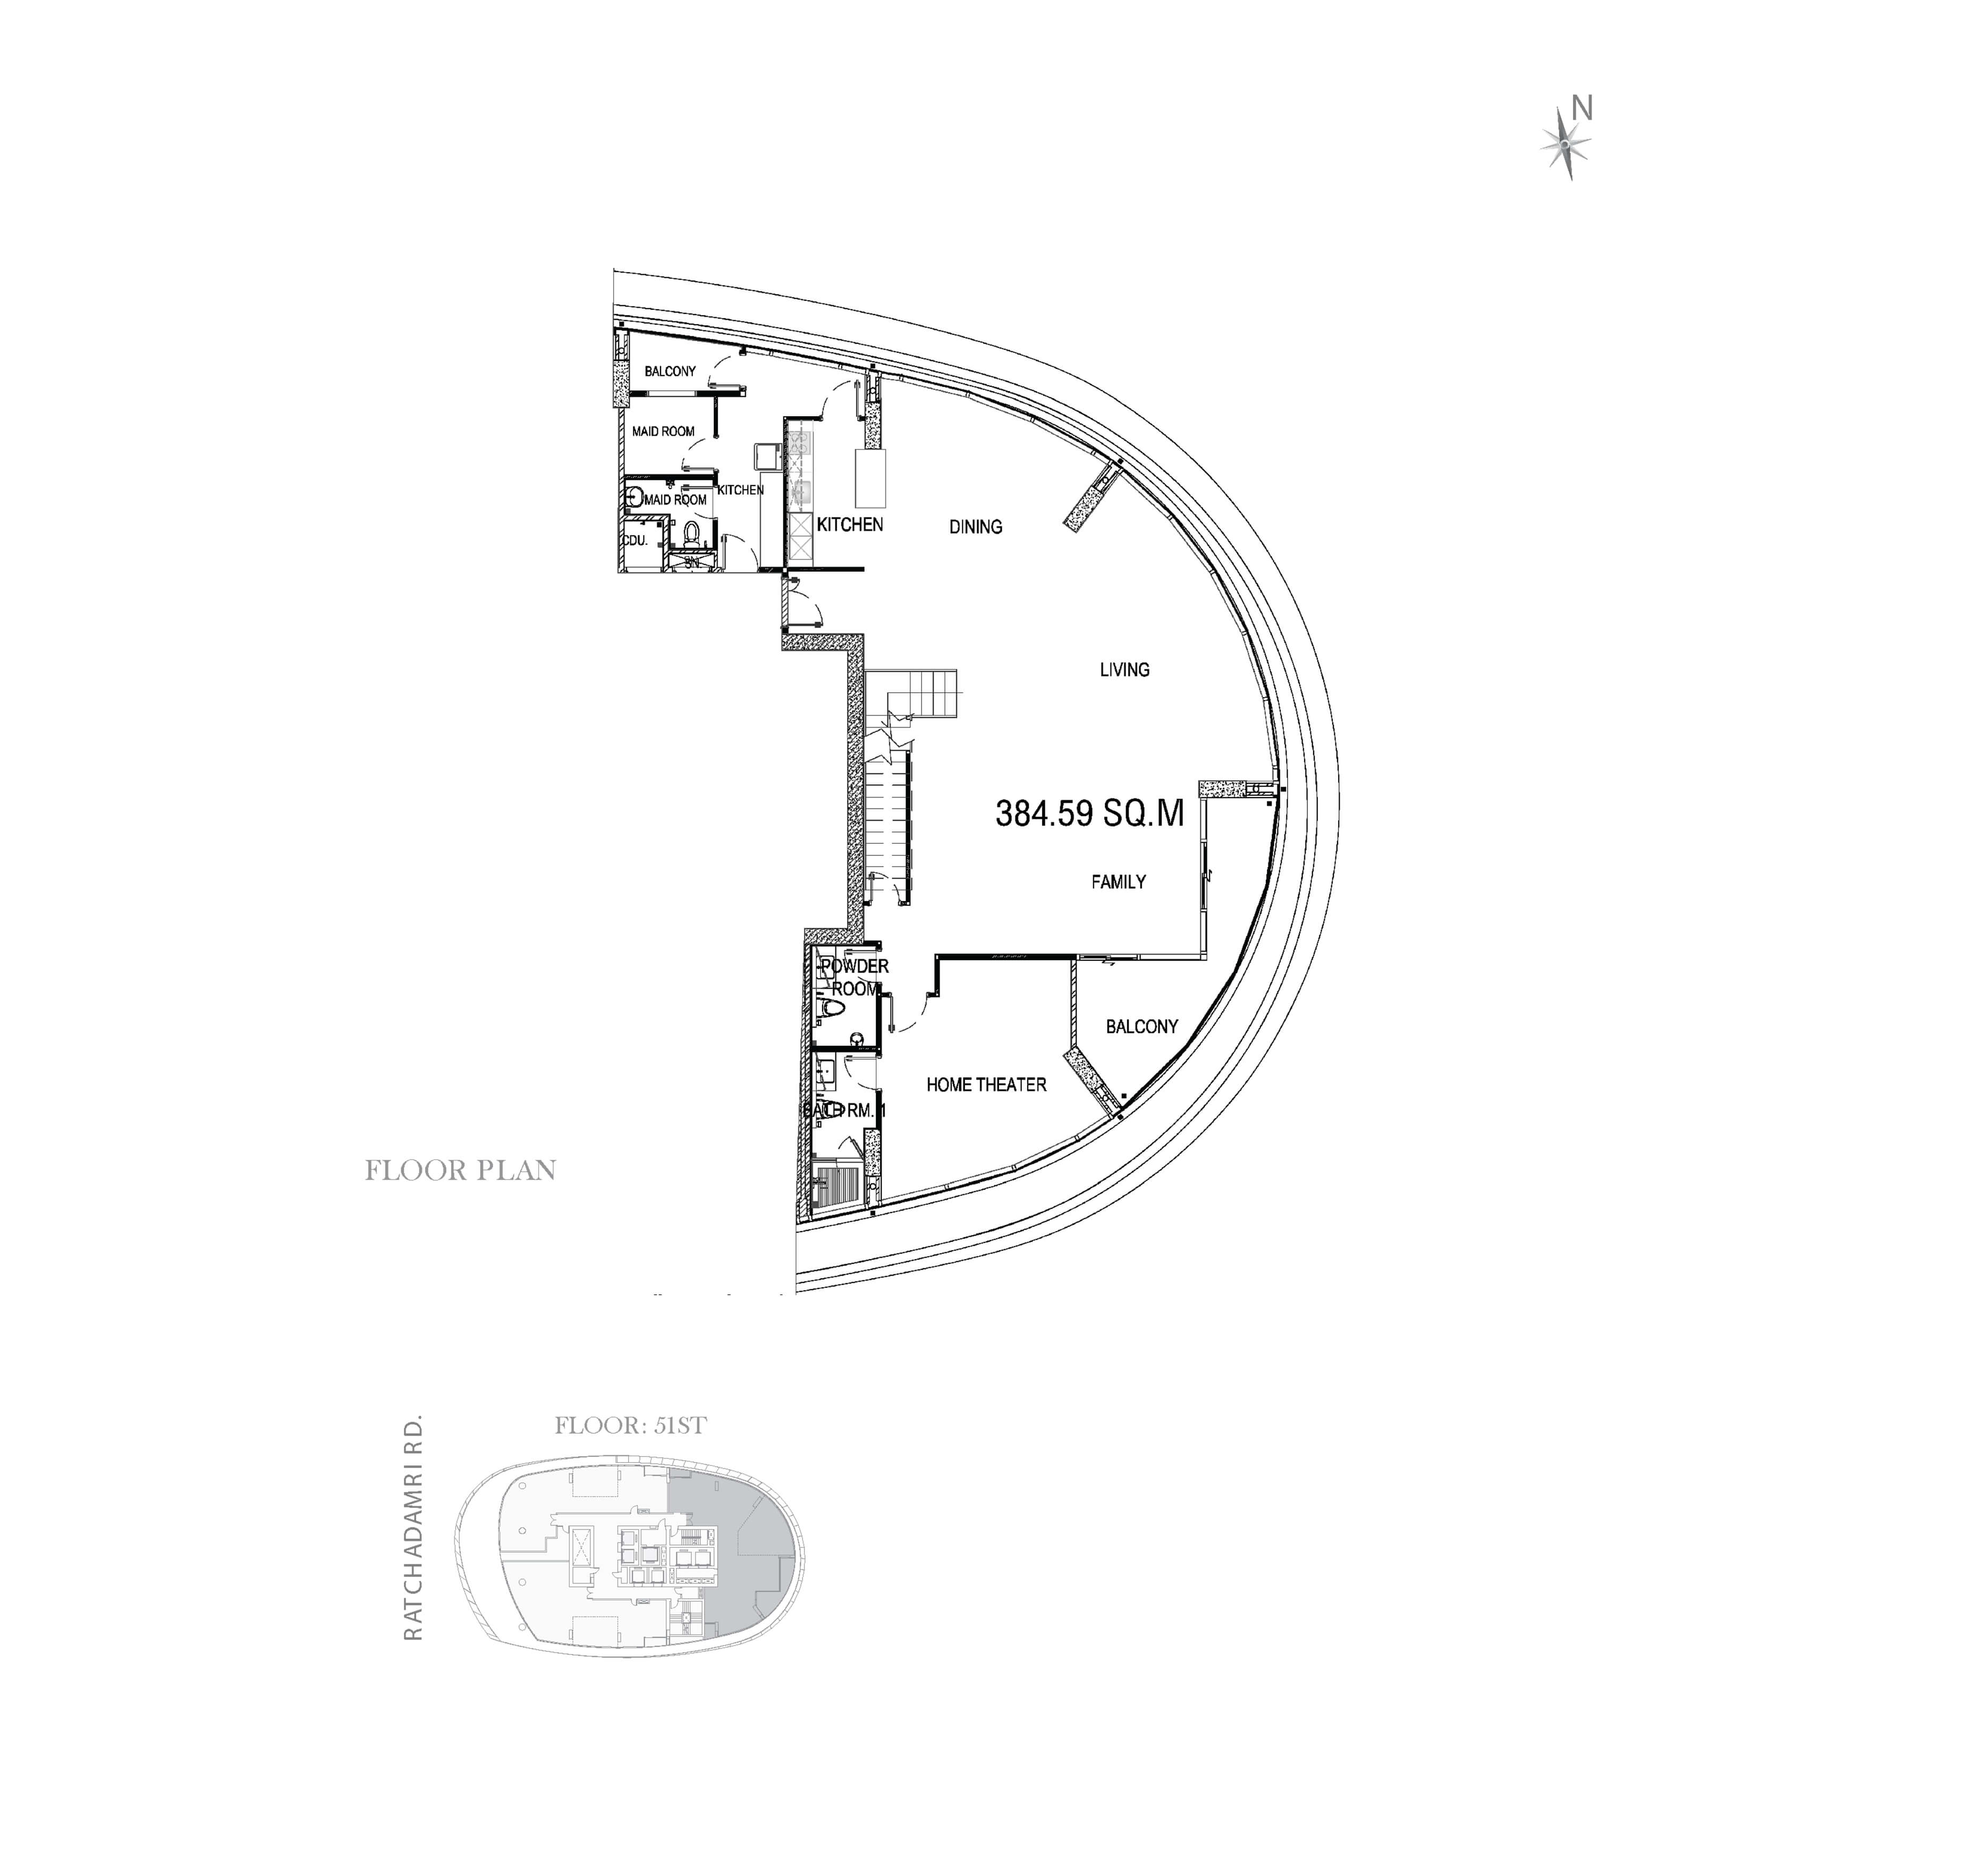 N
BALCONY
MAID ROOM
MAID ROOM
KITCHEN
CDU.
KITCHEN
DINING
LIVING
384.59 SQ.M
FAMILY
POWDER
ROOM
BALCONY
HOME THEATER
BATH RM. 1
FLOOR PLAN
FLOOR: 51ST
RATCHADAMRI RD.